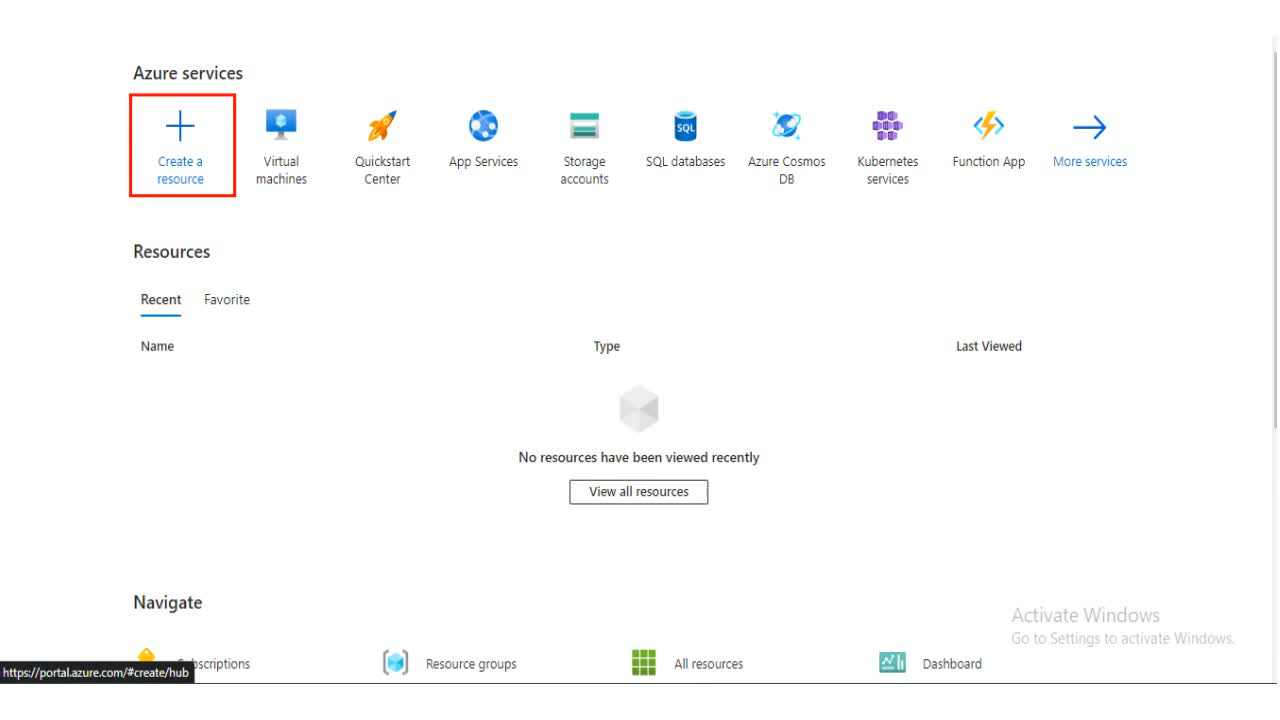 Azure services
Create a
resource
Virtual
machines
Quickstart
Center
App Services
Storage
accounts
SQL
SQL databases
Azure Cosmos
DB
Kubernetes
services
Function App
More services
Resources
Recent Favorite
Name Type Last Viewed
No resources have been viewed recently
View all resources
Navigate
Activate Windows
Go to Settings to activate Windows.
bscriptions Resource groups All resources Dashboard
https://portal.azure.com/#create/hub